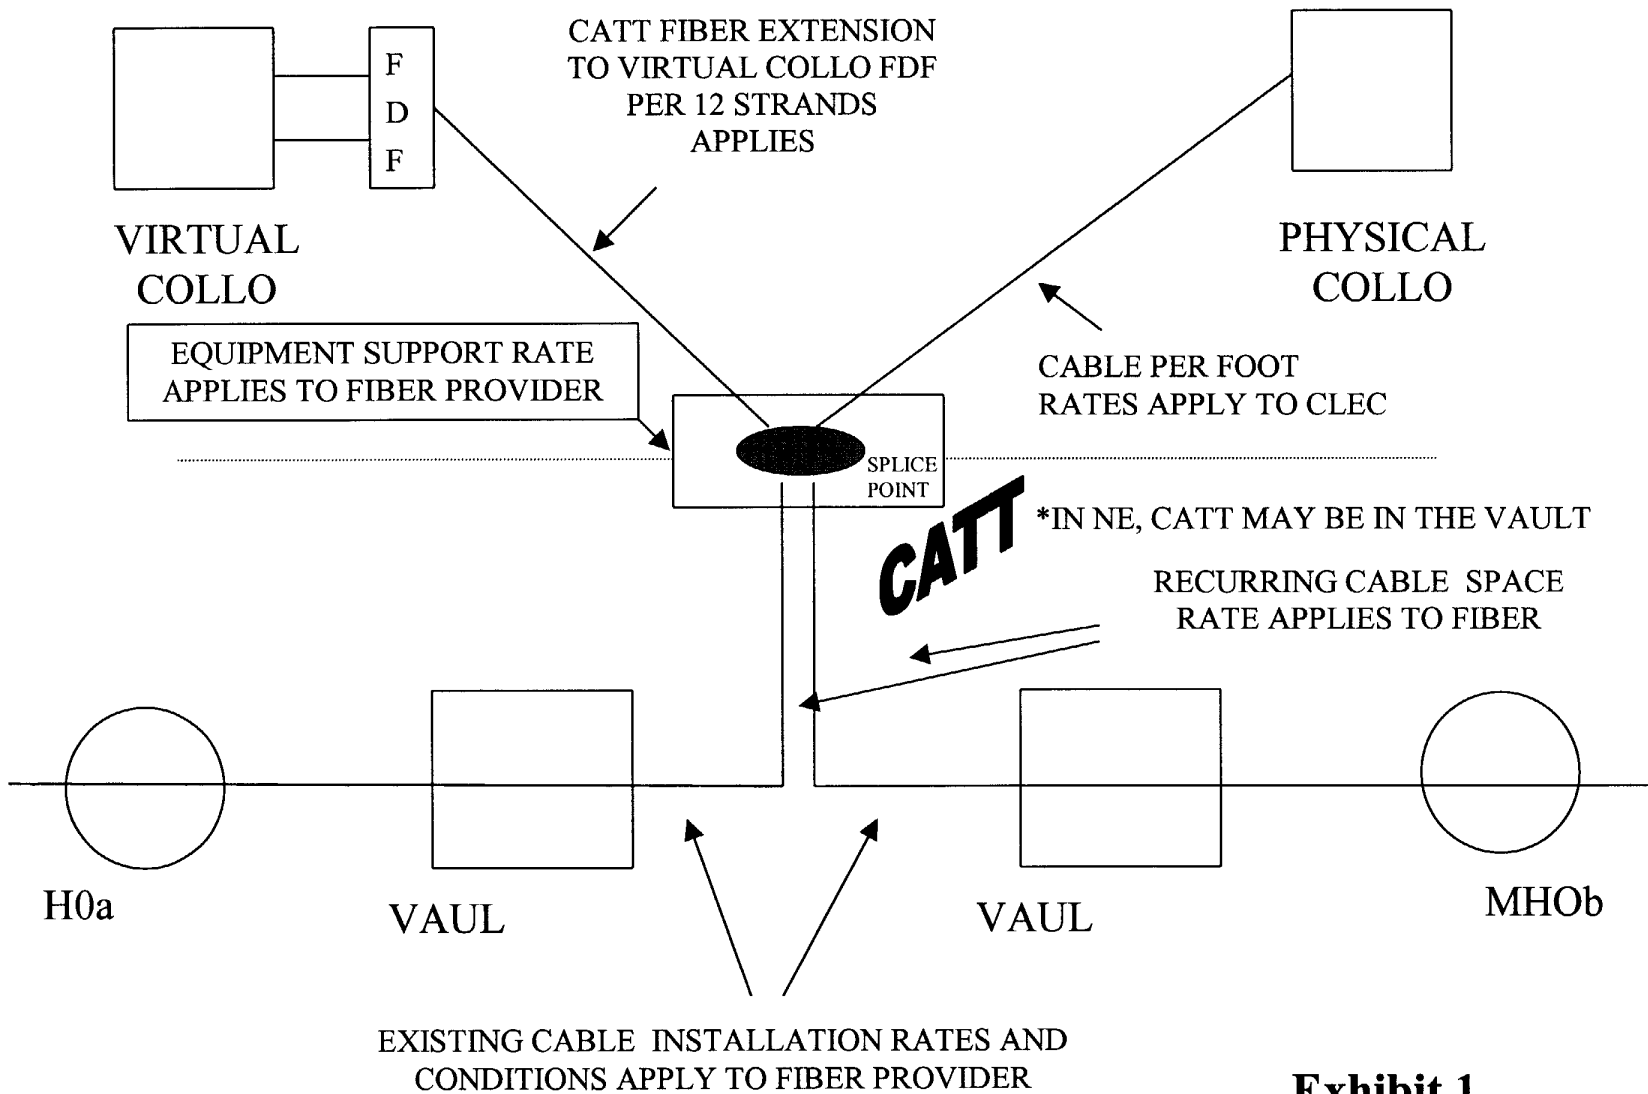 CATT FIBER EXTENSION
TO VIRTUAL COLLO FDF
PER 12 STRANDS
APPLIES
F
D
F
VIRTUAL
COLLO
PHYSICAL
COLLO
EQUIPMENT SUPPORT RATE
APPLIES TO FIBER PROVIDER
CABLE PER FOOT
RATES APPLY TO CLEC
SPLICE
POINT
CATT
*IN NE, CATT MAY BE IN THE VAULT
RECURRING CABLE SPACE
RATE APPLIES TO FIBER
H0a
VAUL
VAUL
MHOb
EXISTING CABLE INSTALLATION RATES AND
CONDITIONS APPLY TO FIBER PROVIDER
Exhibit 1